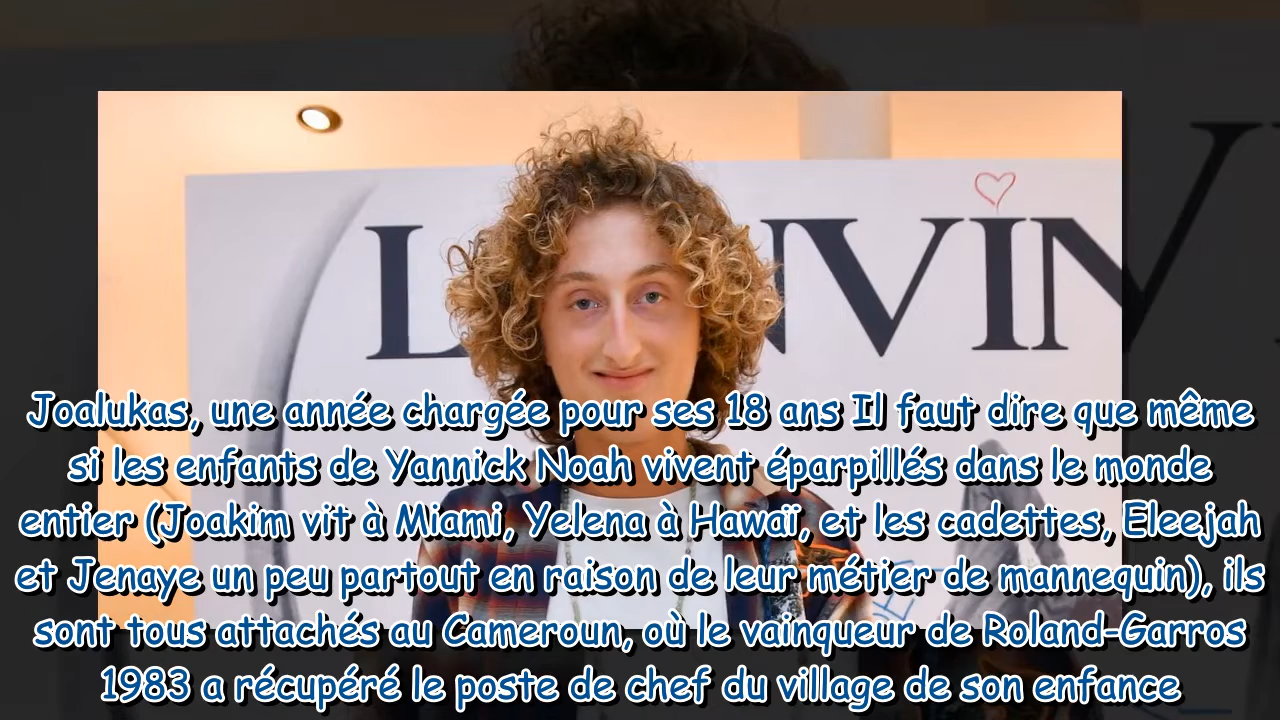 LANVIN
Joalukas, une année chargée pour ses 18 ans Il faut dire que même
si les enfants de Yannick Noah vivent éparpillés dans le monde
entier (Joakim vit à Miami, Yelena à Hawaï, et les cadettes, Eleejah
et Jenaye un peu partout en raison de leur métier de mannequin), ils
sont tous attachés au Cameroun, où le vainqueur de Roland-Garros
1983 a récupéré le poste de chef du village de son enfance